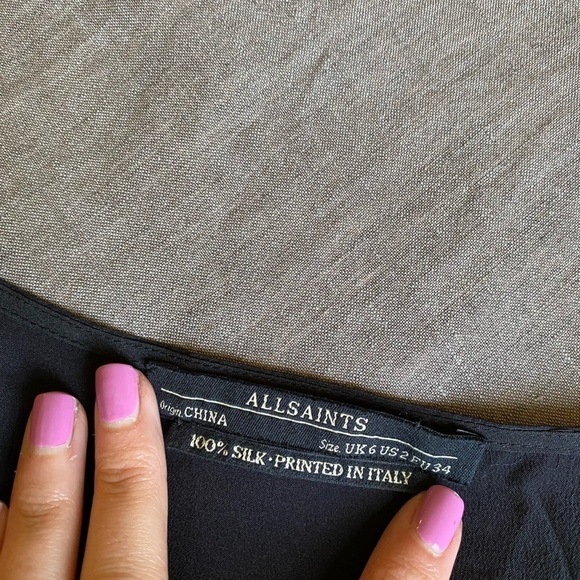 ALLSAINTS
Origin. CHINA
Size. UK 6 US 2 EU 34
100% SILK · PRINTED IN ITALY